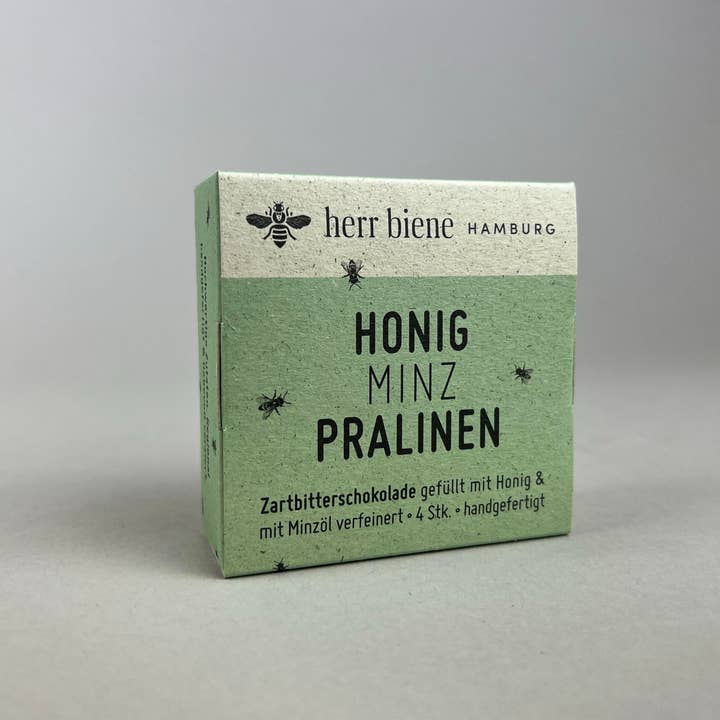 herr biene HAMBURG
HONIG
MINZ
PRALINEN
Zartbitterschokolade gefüllt mit Honig &
mit Minzöl verfeinert • 4 Stk. • handgefertigt